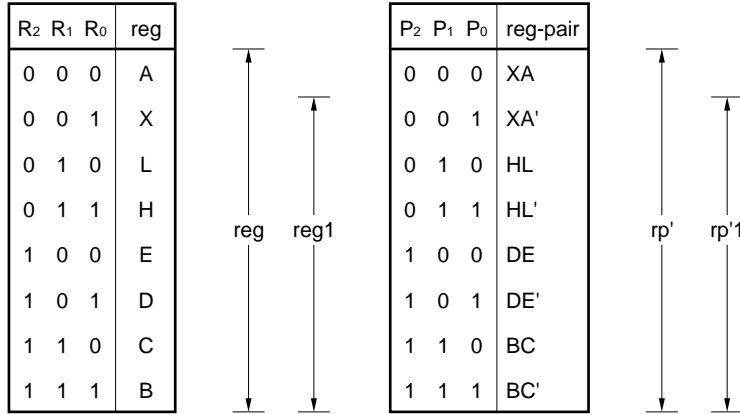 R2 R1 R0 reg
0 0 0 A
0 0 1 X
0 1 0 L
0 1 1 H
1 0 0 E
1 0 1 D
1 1 0 C
1 1 1 B
reg reg1
P2 P1 P0 reg-pair
0 0 0 XA
0 0 1 XA'
0 1 0 HL
0 1 1 HL'
1 0 0 DE
1 0 1 DE'
1 1 0 BC
1 1 1 BC'
rp' rp'1